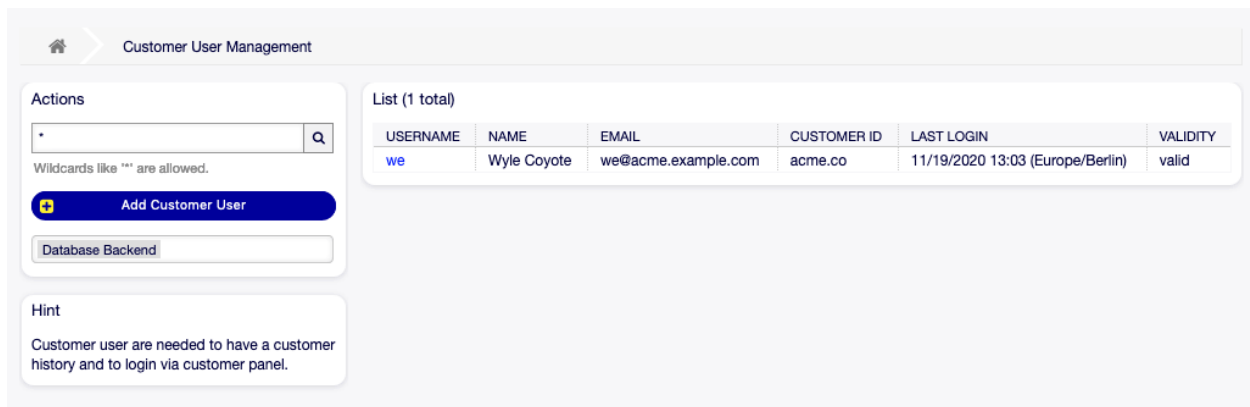 Customer User Management
Actions
*
Wildcards like '*' are allowed.
Add Customer User
Database Backend
Hint
Customer user are needed to have a customer
history and to login via customer panel.
List (1 total)
USERNAME NAME EMAIL CUSTOMER ID LAST LOGIN VALIDITY
we Wyle Coyote we@acme.example.com acme.co 11/19/2020 13:03 (Europe/Berlin) valid